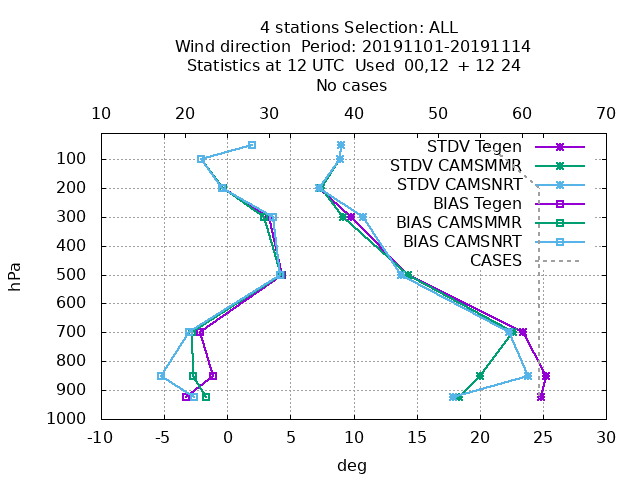 4 stations Selection: ALL
Wind direction  Period: 20191101-20191114
Statistics at 12 UTC  Used  00,12  + 12 24
No cases
10 20 30 40 50 60 70
STDV Tegen
STDV CAMSMMR
STDV CAMSNRT
BIAS Tegen
BIAS CAMSMMR
BIAS CAMSNRT
CASES
hPa
100
200
300
400
500
600
700
800
900
1000
-10 -5 0 5 10 15 20 25 30
deg